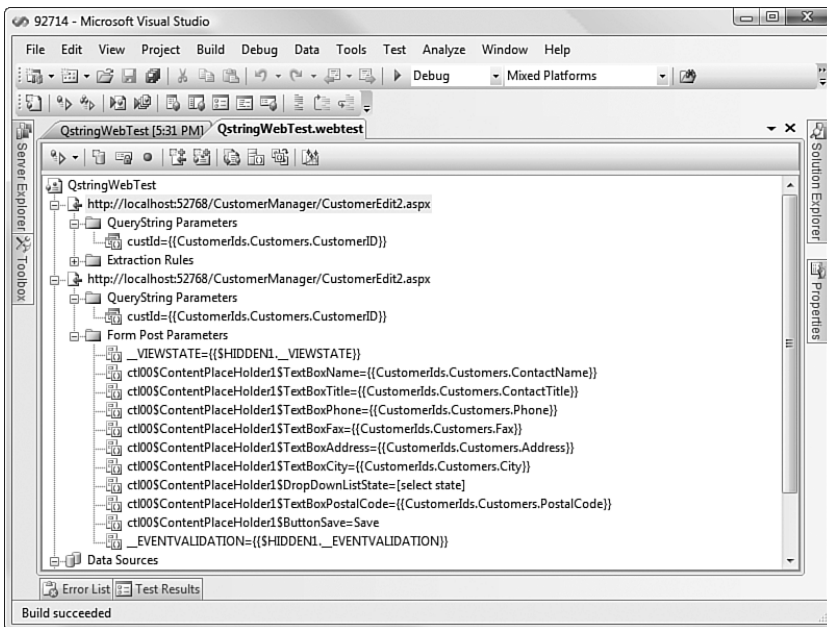 92714 - Microsoft Visual Studio
File Edit View Project Build Debug Data Tools Test Analyze Window Help
Debug Mixed Platforms
QstringWebTest [5:31 PM] QstringWebTest.webtest
Server Explorer
Toolbox
Solution Explorer
Properties
QstringWebTest
http://localhost:52768/CustomerManager/CustomerEdit2.aspx
QueryString Parameters
custId={{CustomerIds.Customers.CustomerID}}
Extraction Rules
http://localhost:52768/CustomerManager/CustomerEdit2.aspx
QueryString Parameters
custId={{CustomerIds.Customers.CustomerID}}
Form Post Parameters
__VIEWSTATE={{$HIDDEN1.__VIEWSTATE}}
ctl00$ContentPlaceHolder1$TextBoxName={{CustomerIds.Customers.ContactName}}
ctl00$ContentPlaceHolder1$TextBoxTitle={{CustomerIds.Customers.ContactTitle}}
ctl00$ContentPlaceHolder1$TextBoxPhone={{CustomerIds.Customers.Phone}}
ctl00$ContentPlaceHolder1$TextBoxFax={{CustomerIds.Customers.Fax}}
ctl00$ContentPlaceHolder1$TextBoxAddress={{CustomerIds.Customers.Address}}
ctl00$ContentPlaceHolder1$TextBoxCity={{CustomerIds.Customers.City}}
ctl00$ContentPlaceHolder1$DropDownListState=[select state]
ctl00$ContentPlaceHolder1$TextBoxPostalCode={{CustomerIds.Customers.PostalCode}}
ctl00$ContentPlaceHolder1$ButtonSave=Save
__EVENTVALIDATION={{$HIDDEN1.__EVENTVALIDATION}}
Data Sources
Error List Test Results
Build succeeded